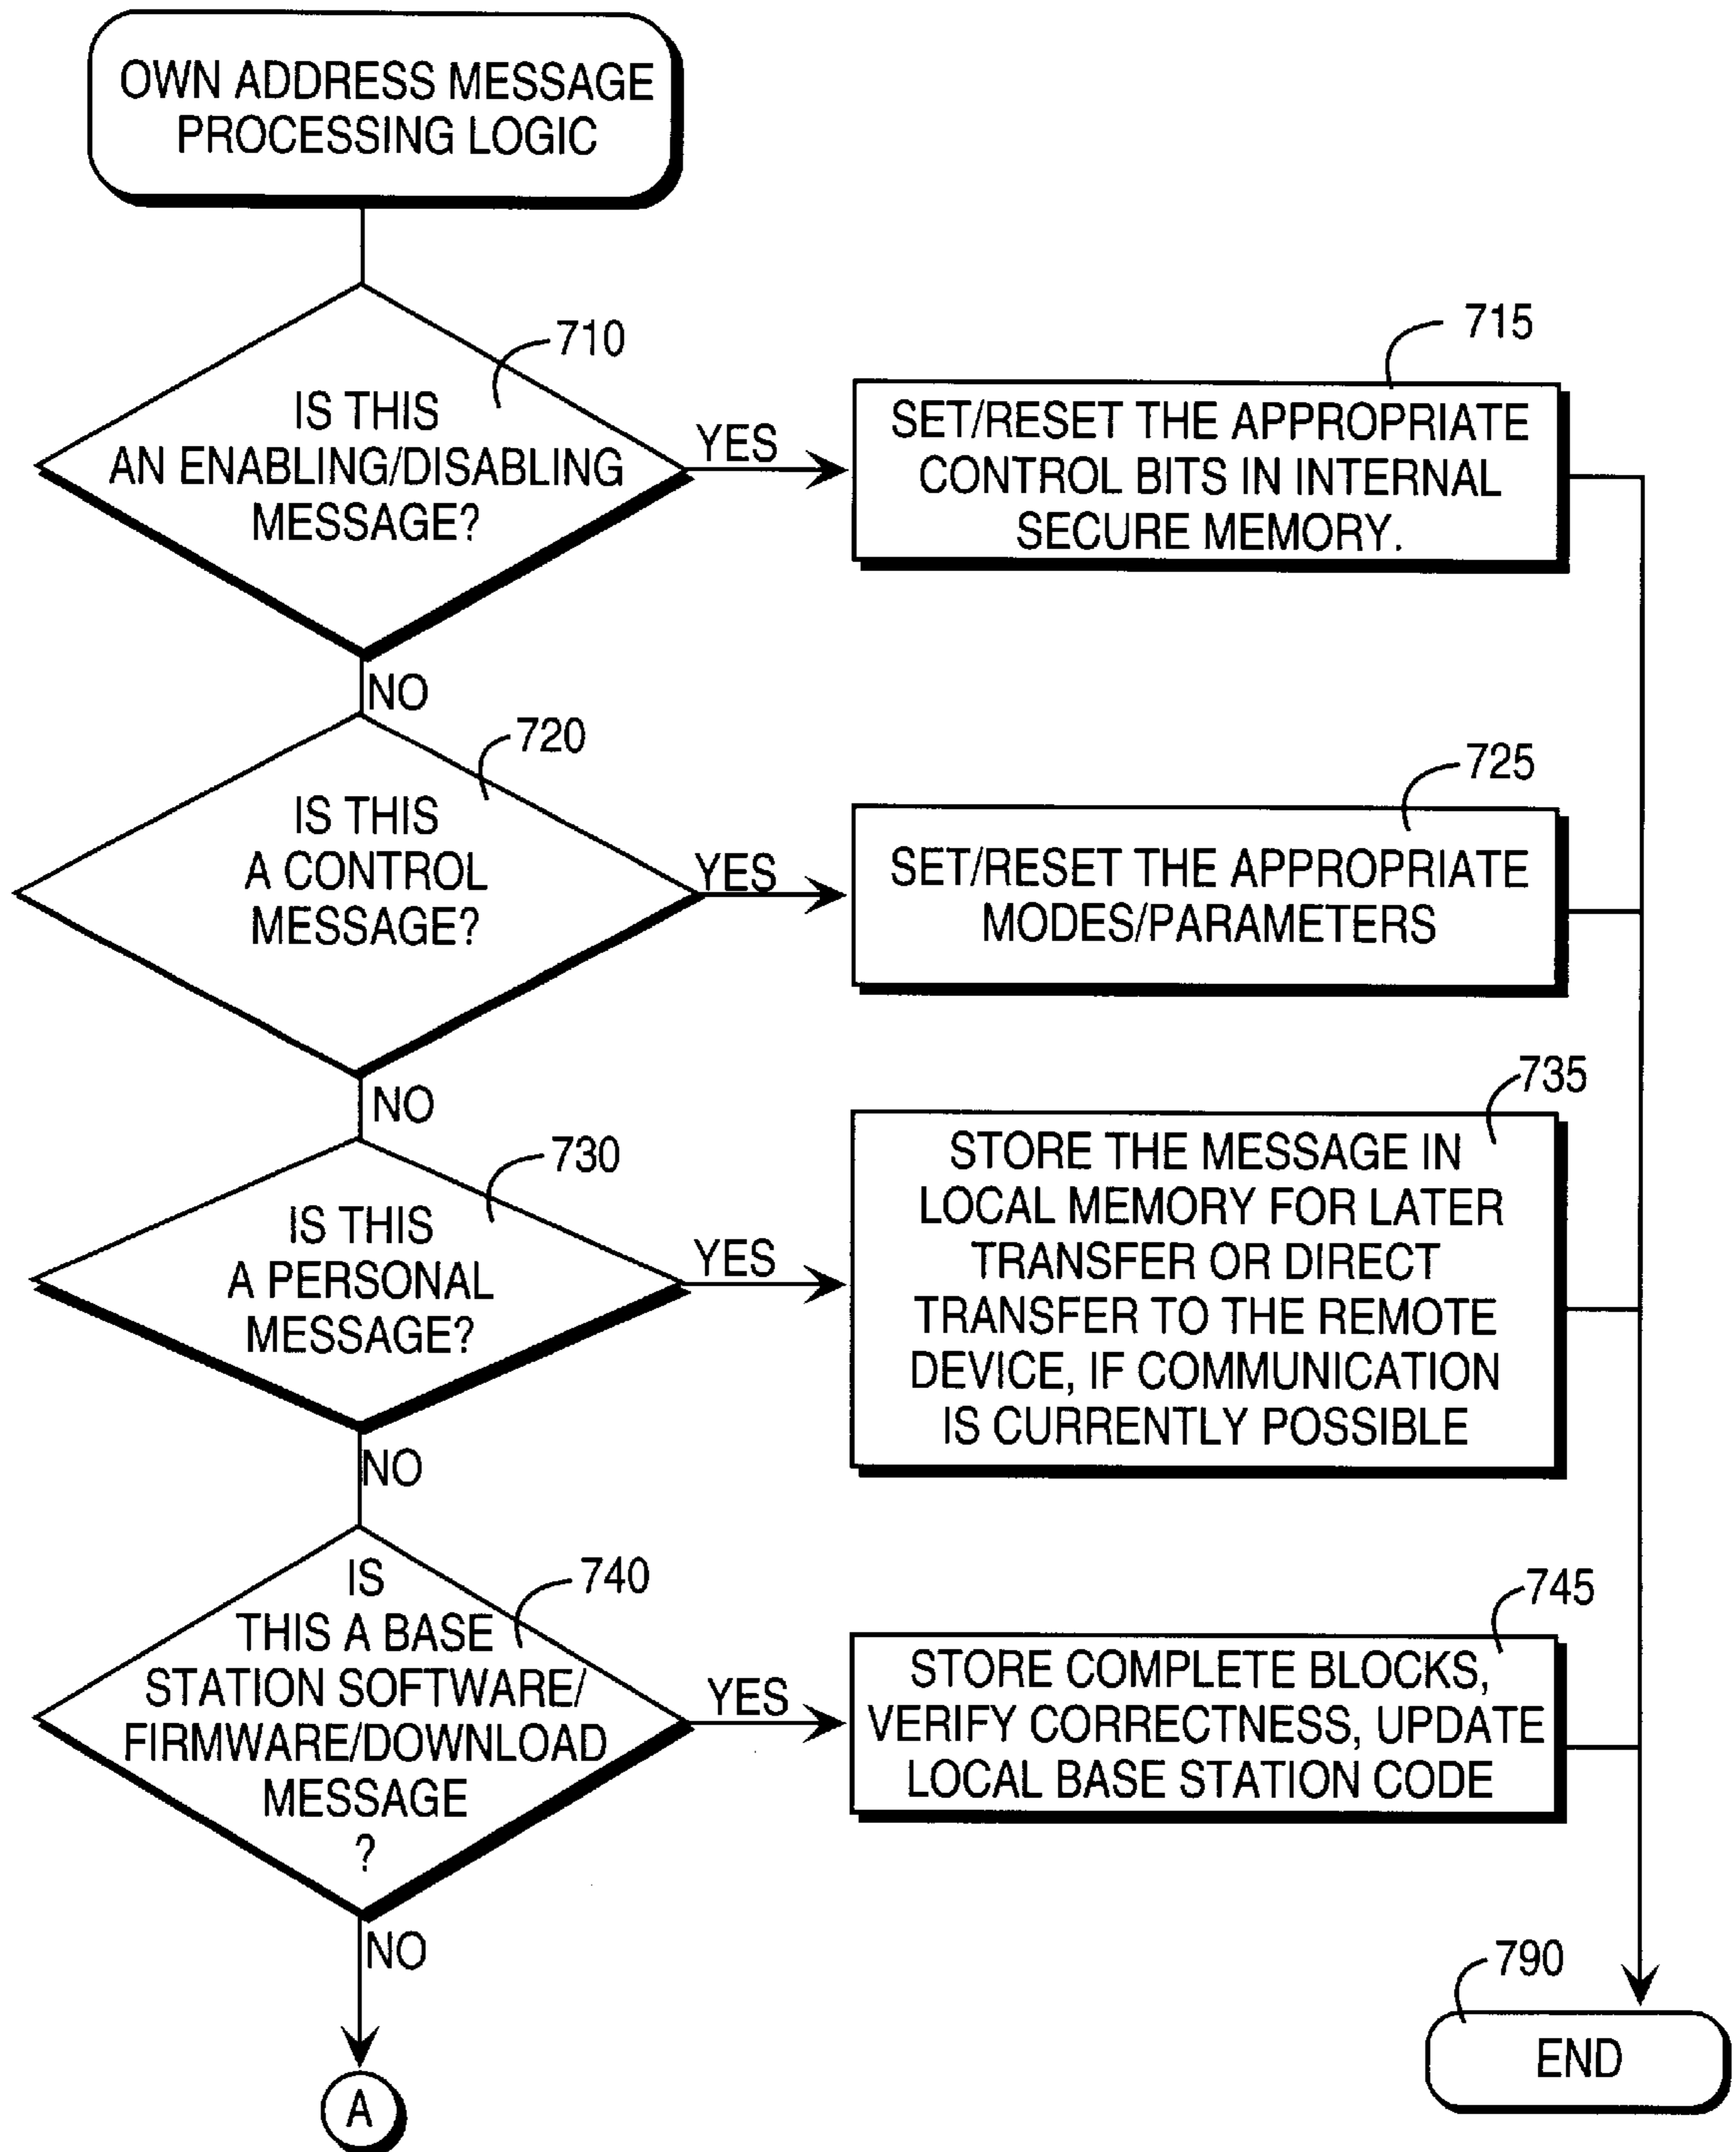 OWN ADDRESS MESSAGE
PROCESSING LOGIC
710
IS THIS
AN ENABLING/DISABLING
MESSAGE?
YES
715
SET/RESET THE APPROPRIATE
CONTROL BITS IN INTERNAL
SECURE MEMORY.
NO
720
IS THIS
A CONTROL
MESSAGE?
YES
725
SET/RESET THE APPROPRIATE
MODES/PARAMETERS
NO
730
IS THIS
A PERSONAL
MESSAGE?
YES
735
STORE THE MESSAGE IN
LOCAL MEMORY FOR LATER
TRANSFER OR DIRECT
TRANSFER TO THE REMOTE
DEVICE, IF COMMUNICATION
IS CURRENTLY POSSIBLE
NO
740
IS
THIS A BASE
STATION SOFTWARE/
FIRMWARE/DOWNLOAD
MESSAGE
?
YES
745
STORE COMPLETE BLOCKS,
VERIFY CORRECTNESS, UPDATE
LOCAL BASE STATION CODE
NO
A
790
END